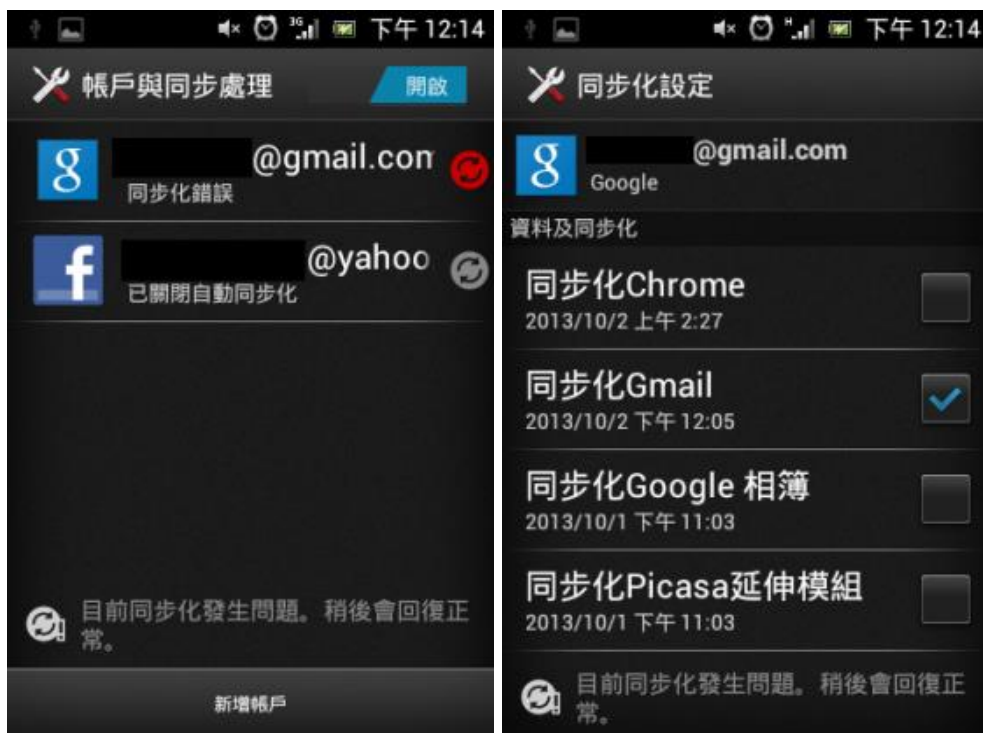 3G 下午 12:14
帳戶與同步處理 開啟
g @gmail.com
同步化錯誤
f @yahoo
已關閉自動同步化
目前同步化發生問題。稍後會回復正
常。
新增帳戶
H 下午 12:14
同步化設定
g @gmail.com
Google
資料及同步化
同步化Chrome
2013/10/2 上午 2:27
同步化Gmail
2013/10/2 下午 12:05
同步化Google 相簿
2013/10/1 下午 11:03
同步化Picasa延伸模組
2013/10/1 下午 11:03
目前同步化發生問題。稍後會回復正
常。